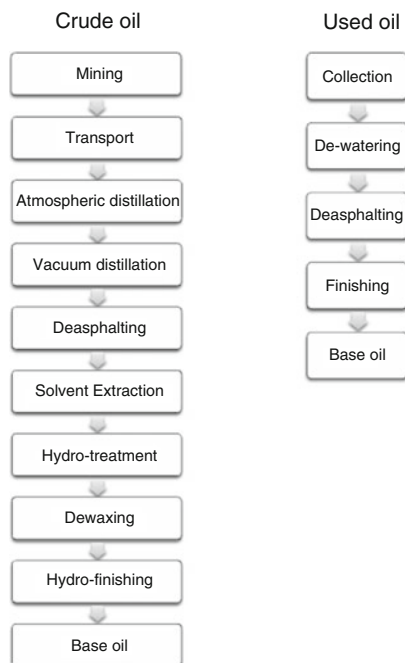 Crude oil
Mining
Transport
Atmospheric distillation
Vacuum distillation
Deasphalting
Solvent Extraction
Hydro-treatment
Dewaxing
Hydro-finishing
Base oil
Used oil
Collection
De-watering
Deasphalting
Finishing
Base oil